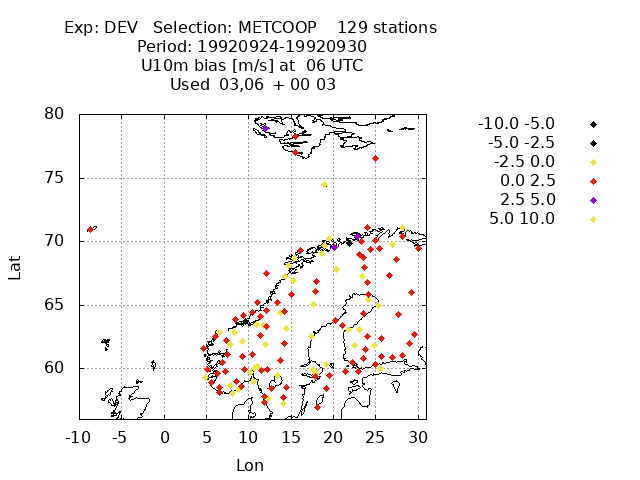 Exp: DEV Selection: METCOOP 129 stations
Period: 19920924-19920930
U10m bias [m/s] at 06 UTC
Used 03,06 + 00 03
-10.0 -5.0
-5.0 -2.5
-2.5 0.0
0.0 2.5
2.5 5.0
5.0 10.0
80
75
70
65
60
Lat
-10 -5 0 5 10 15 20 25 30
Lon